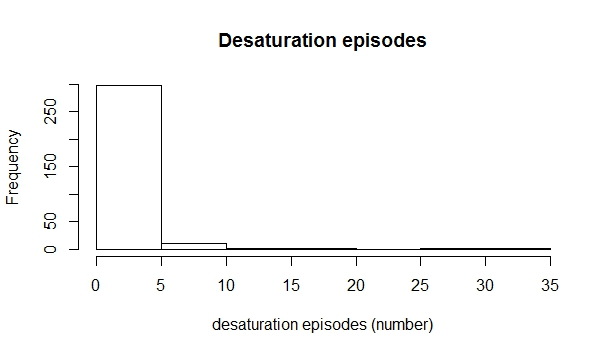 Desaturation episodes
Frequency
250
150
50
0
0 5 10 15 20 25 30 35
desaturation episodes (number)